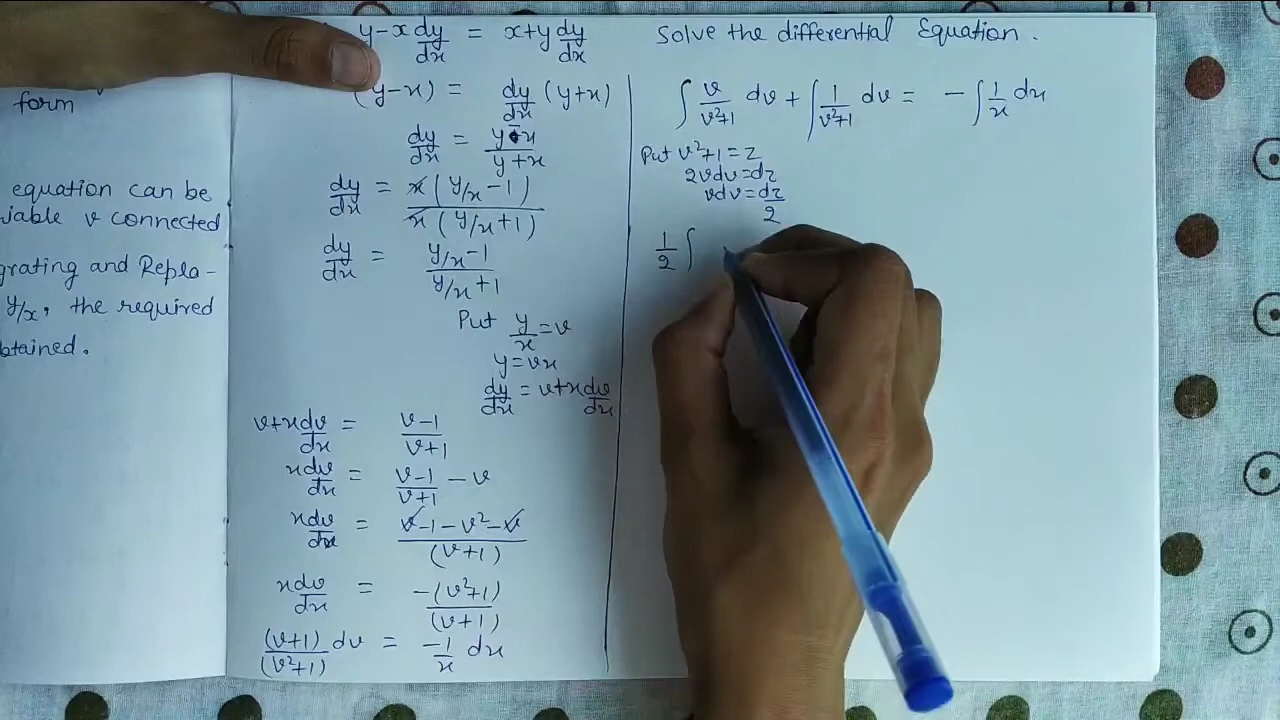 form
equation can be
iable v connected
grating and Repla-
y/x, the required
btained.
y-x dy/dx = x+y dy/dx
(y-x) = dy/dx (y+x)
dy/dx = y-x/y+x
dy/dx = x(y/x-1)/x(y/x+1)
dy/dx = y/x-1/y/x+1
Put y/x=v
y=vx
dy/dx = v+x dv/dx
v+x dv/dx = v-1/v+1
x dv/dx = v-1/v+1 - v
x dv/dx = v-1-v²-v/(v+1)
x dv/dx = -(v²+1)/(v+1)
(v+1)/(v²+1) dv = -1/x dx
Solve the differential Equation.
∫ v/v²+1 dv + ∫ 1/v²+1 dv = -∫ 1/x dx
Put v²+1=z
2vdv=dz
vdv=dz/2
1/2 ∫